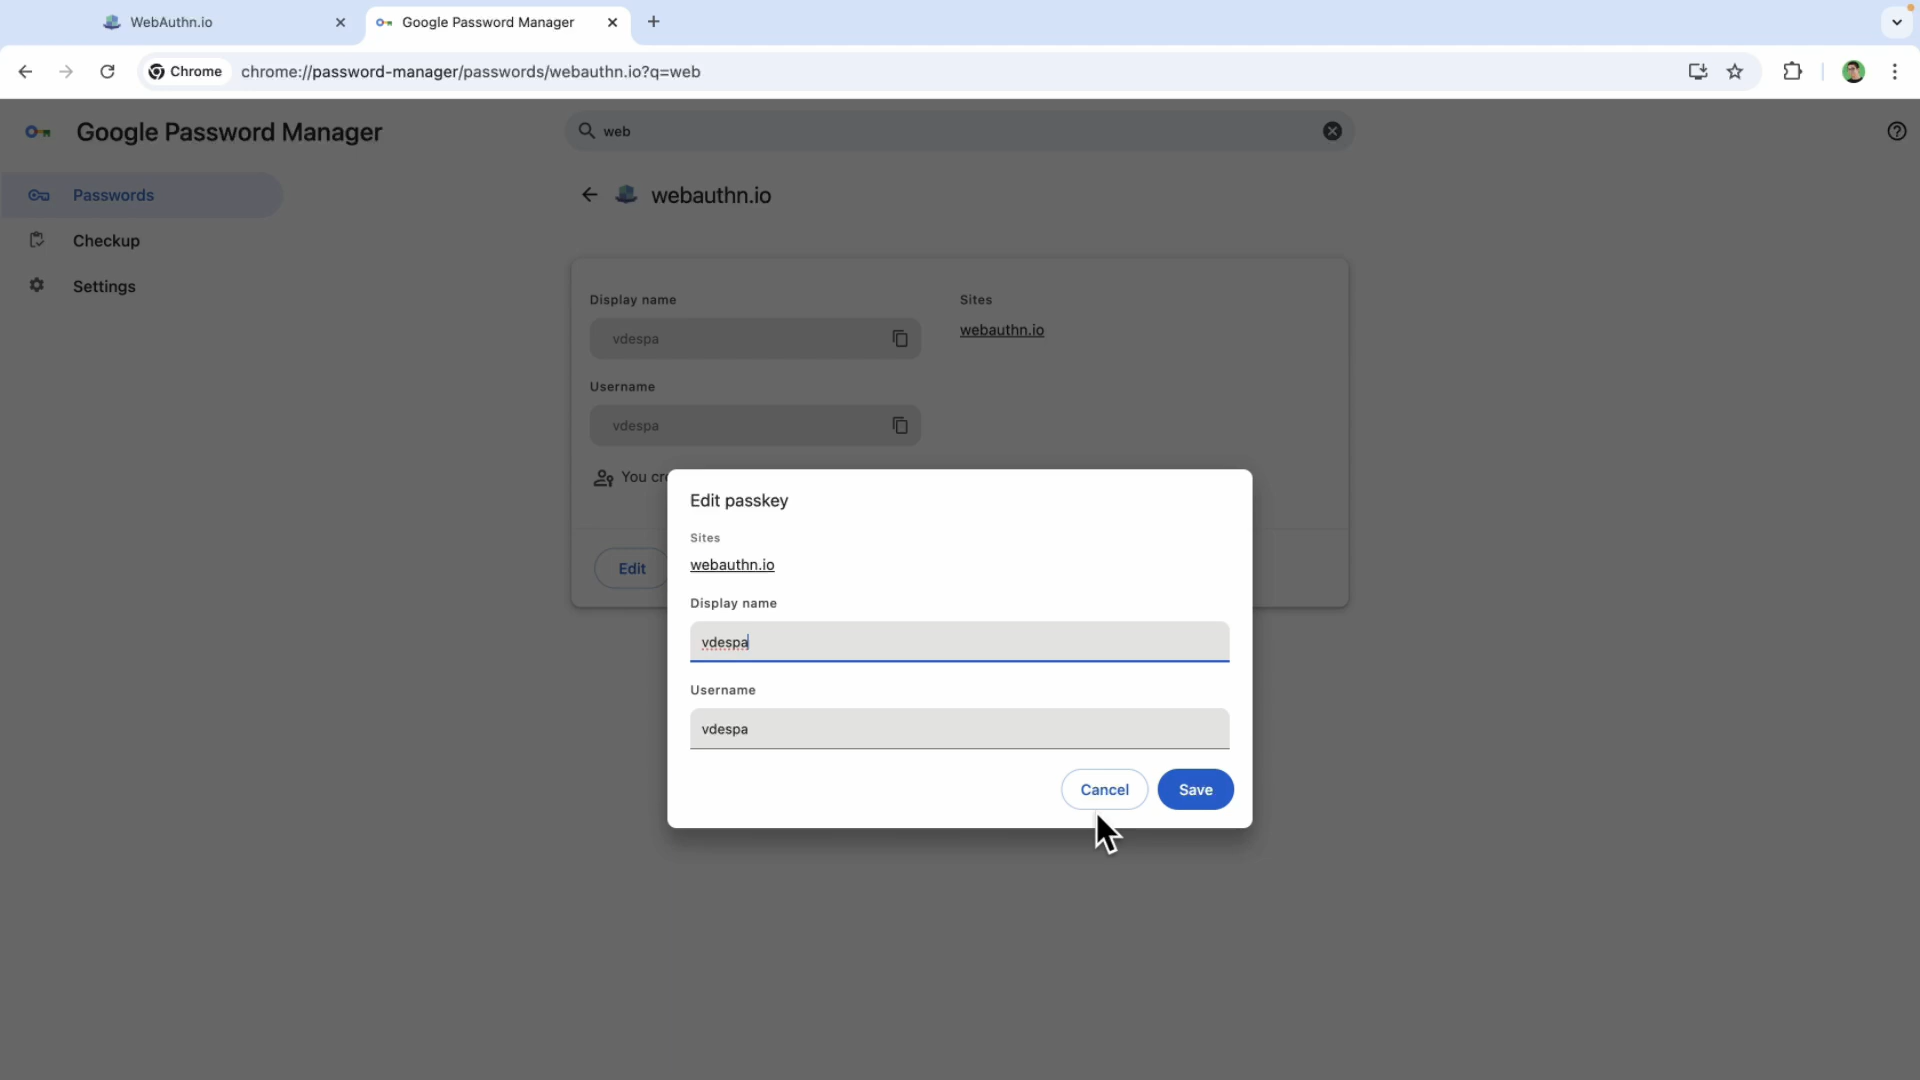 WebAuthn.io
Google Password Manager
Chrome
chrome://password-manager/passwords/webauthn.io?q=web
Google Password Manager
web
Passwords
Checkup
Settings
webauthn.io
Display name
vdespa
Sites
webauthn.io
Username
vdespa
You cr
Edit
Edit passkey
Sites
webauthn.io
Display name
vdespa
Username
vdespa
Cancel
Save